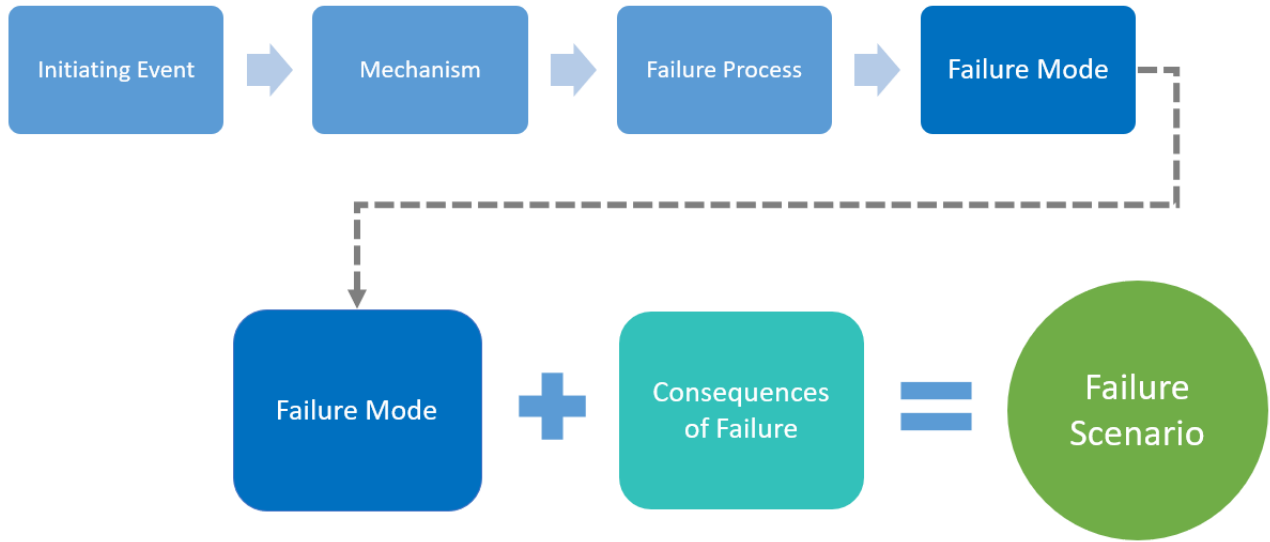 Initiating Event
Mechanism
Failure Process
Failure Mode
Failure Mode
Consequences
of Failure
Failure
Scenario